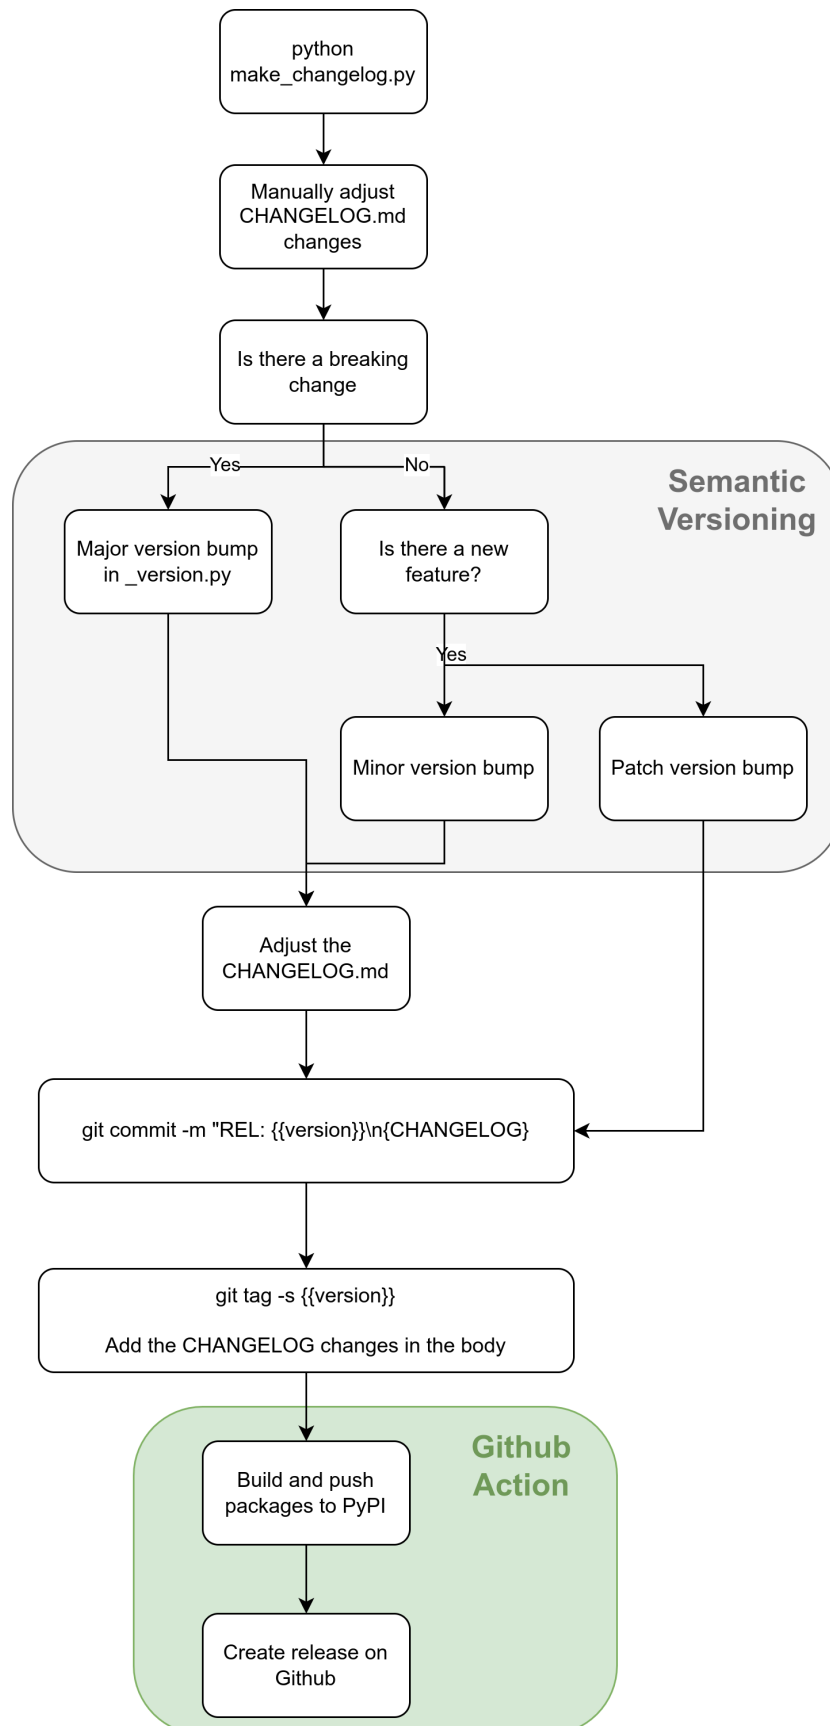 python
make_changelog.py
Manually adjust
CHANGELOG.md
changes
Is there a breaking
change
Semantic
Versioning
Yes
No
Major version bump
in _version.py
Is there a new
feature?
Yes
Minor version bump
Patch version bump
Adjust the
CHANGELOG.md
git commit -m "REL: {{version}}\n{CHANGELOG}
git tag -s {{version}}
Add the CHANGELOG changes in the body
Github
Action
Build and push
packages to PyPI
Create release on
Github